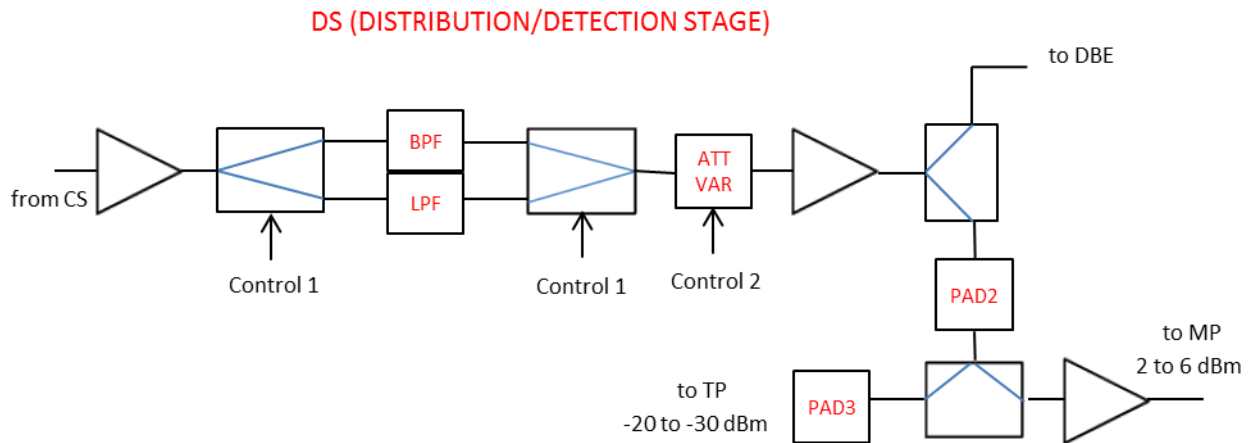 DS (DISTRIBUTION/DETECTION STAGE)
to DBE
BPF
ATT
VAR
from CS
LPF
Control 1
Control 1
Control 2
PAD2
to MP
2 to 6 dBm
to TP
-20 to -30 dBm
PAD3